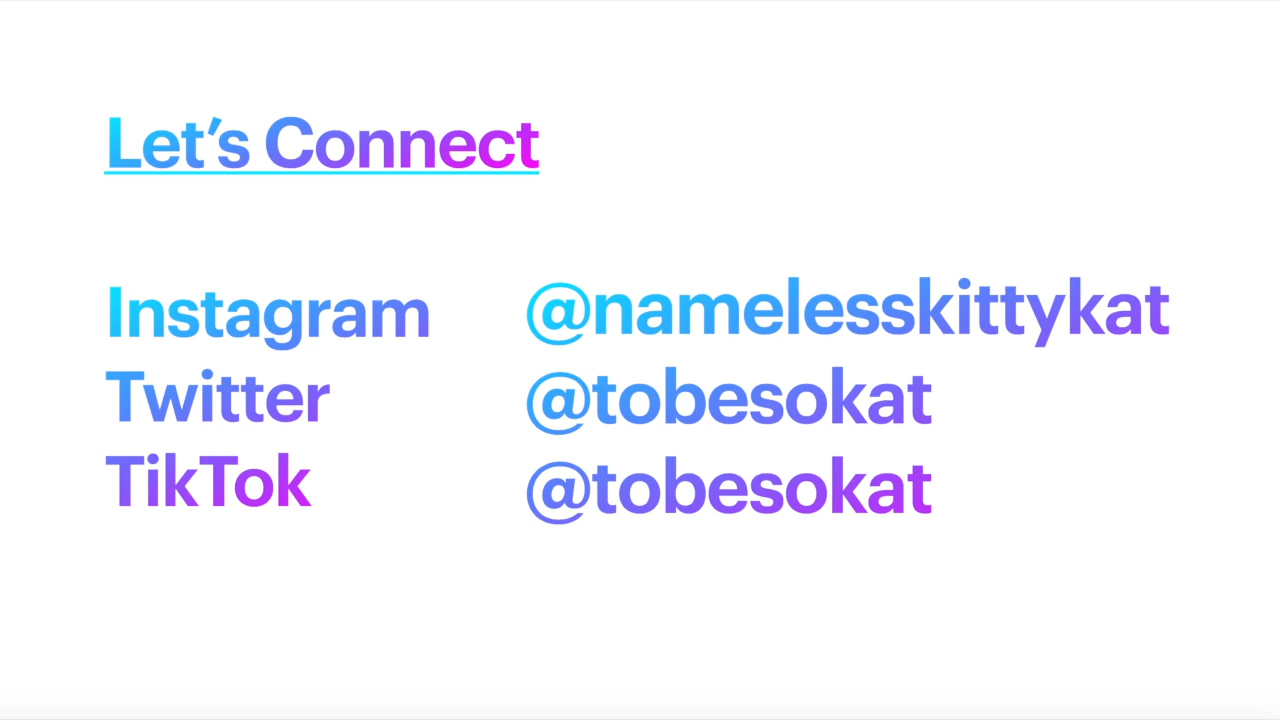 Let’s Connect
Instagram @namelesskittykat
Twitter @tobesokat
TikTok @tobesokat